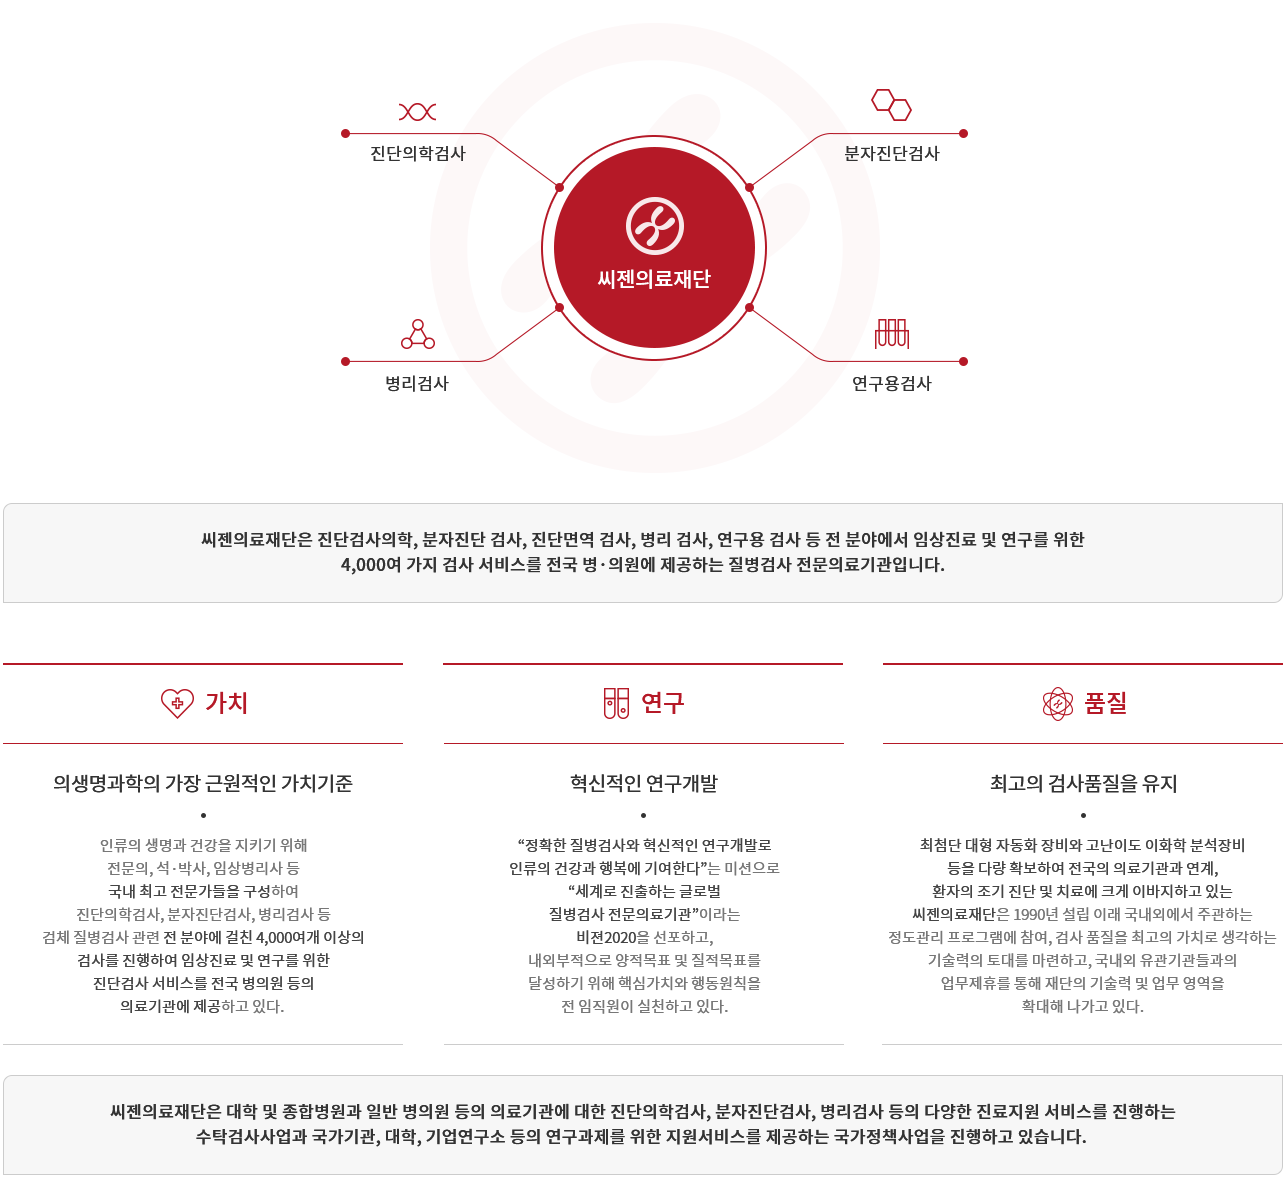 진단의학검사
분자진단검사
씨젠의료재단
병리검사
연구용검사
씨젠의료재단은 진단검사의학, 분자진단 검사, 진단면역 검사, 병리 검사, 연구용 검사 등 전 분야에서 임상진료 및 연구를 위한
4,000여 가지 검사 서비스를 전국 병·의원에 제공하는 질병검사 전문의료기관입니다.
가치
의생명과학의 가장 근원적인 가치기준
인류의 생명과 건강을 지키기 위해
전문의, 석·박사, 임상병리사 등
국내 최고 전문가들을 구성하여
진단의학검사, 분자진단검사, 병리검사 등
검체 질병검사 관련 전 분야에 걸친 4,000여개 이상의
검사를 진행하여 임상진료 및 연구를 위한
진단검사 서비스를 전국 병의원 등의
의료기관에 제공하고 있다.
연구
혁신적인 연구개발
“정확한 질병검사와 혁신적인 연구개발로
인류의 건강과 행복에 기여한다”는 미션으로
“세계로 진출하는 글로벌
질병검사 전문의료기관”이라는
비젼2020을 선포하고,
내외부적으로 양적목표 및 질적목표를
달성하기 위해 핵심가치와 행동원칙을
전 임직원이 실천하고 있다.
품질
최고의 검사품질을 유지
최첨단 대형 자동화 장비와 고난이도 이화학 분석장비
등을 다량 확보하여 전국의 의료기관과 연계,
환자의 조기 진단 및 치료에 크게 이바지하고 있는
씨젠의료재단은 1990년 설립 이래 국내외에서 주관하는
정도관리 프로그램에 참여, 검사 품질을 최고의 가치로 생각하는
기술력의 토대를 마련하고, 국내외 유관기관들과의
업무제휴를 통해 재단의 기술력 및 업무 영역을
확대해 나가고 있다.
씨젠의료재단은 대학 및 종합병원과 일반 병의원 등의 의료기관에 대한 진단의학검사, 분자진단검사, 병리검사 등의 다양한 진료지원 서비스를 진행하는
수탁검사사업과 국가기관, 대학, 기업연구소 등의 연구과제를 위한 지원서비스를 제공하는 국가정책사업을 진행하고 있습니다.